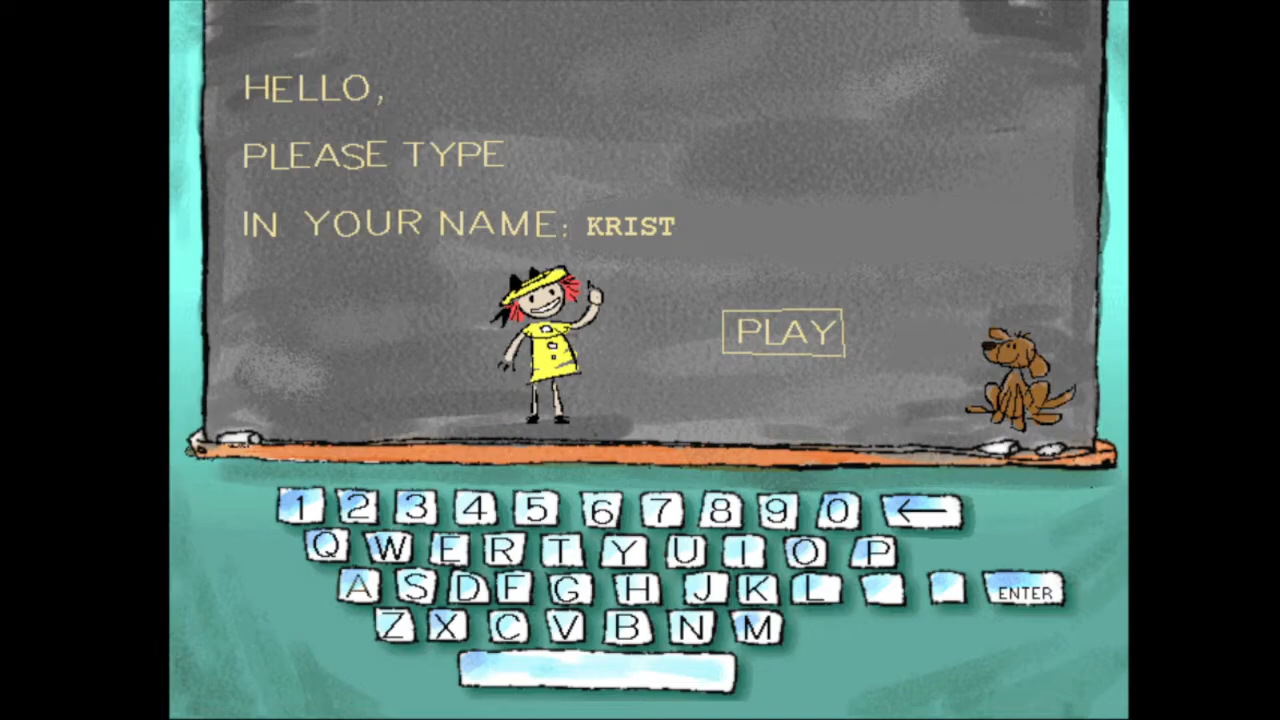 HELLO,
PLEASE TYPE
IN YOUR NAME: KRIST
PLAY
1 2 3 4 5 6 7 8 9 0 ←
Q W E R T Y U I O P
A S D F G H J K L ENTER
Z X C V B N M